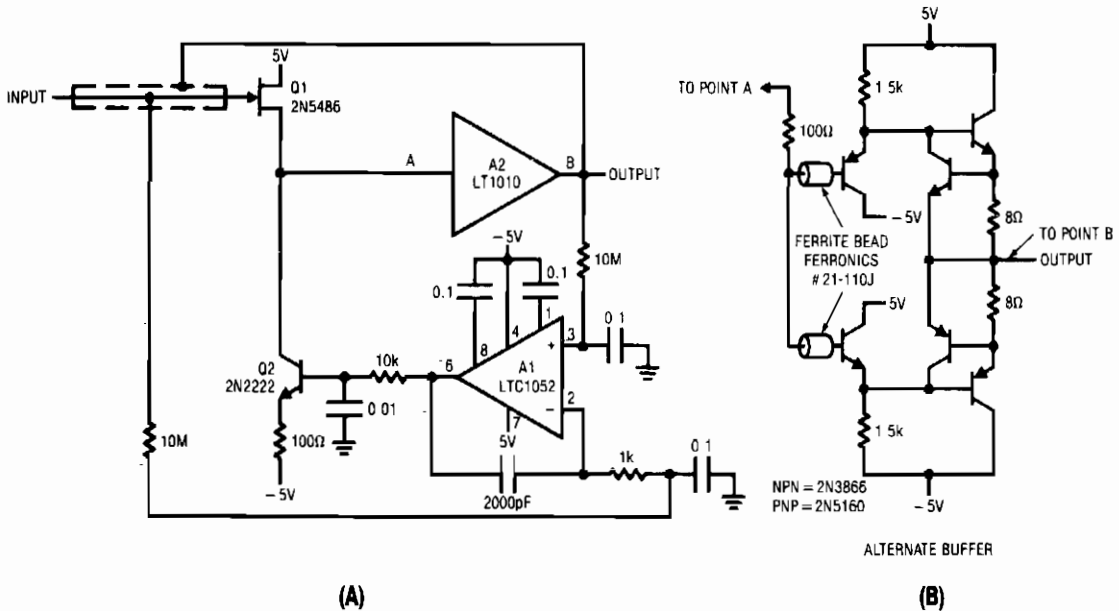 5V
INPUT
Q1
2N5486
A
A2
LT1010
B
OUTPUT
-5V
0.1
0.1
10M
1
4
8
3
+
0 1
6
A1
LTC1052
2
−
7
5V
10k
Q2
2N2222
0 01
100Ω
-5V
10M
2000pF
1k
0 1
(A)
5V
1 5k
TO POINT A
100Ω
-5V
8Ω
FERRITE BEAD
FERRONICS
#21-110J
TO POINT B
OUTPUT
8Ω
5V
1 5k
NPN = 2N3866
PNP = 2N5160
-5V
ALTERNATE BUFFER
(B)